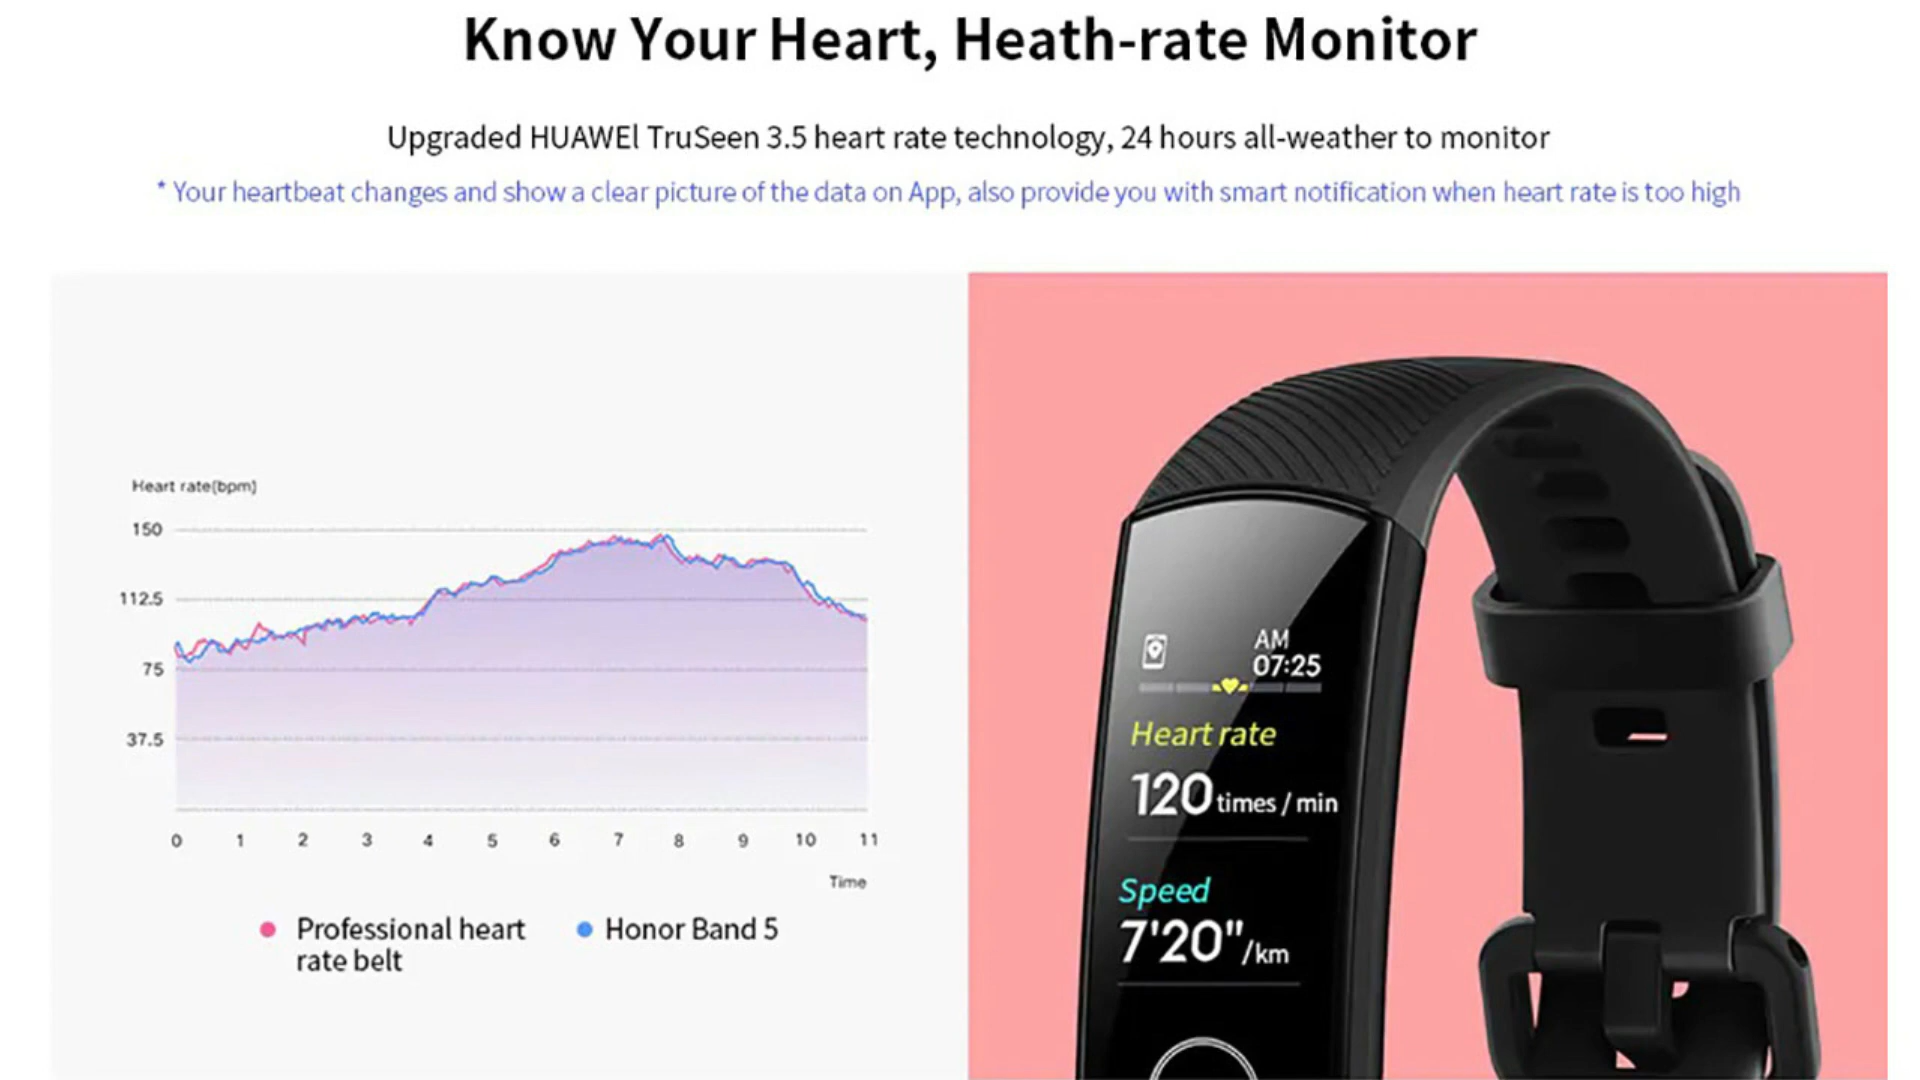 Know Your Heart, Heath-rate Monitor
Upgraded HUAWEl TruSeen 3.5 heart rate technology, 24 hours all-weather to monitor
* Your heartbeat changes and show a clear picture of the data on App, also provide you with smart notification when heart rate is too high
Heart rate(bpm)
150
112.5
75
37.5
0 1 2 3 4 5 6 7 8 9 10 11
Time
Professional heart
rate belt
Honor Band 5
AM
07:25
Heart rate
120 times / min
Speed
7'20"/km